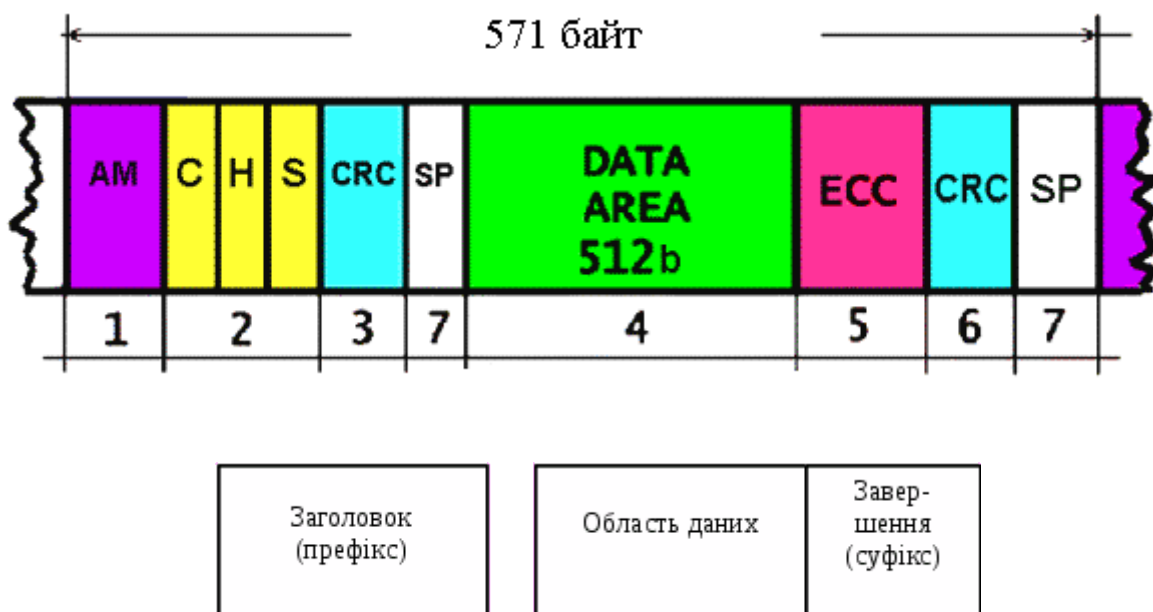 571 байт
AM C H S CRC SP DATA AREA 512b ECC CRC SP
1 2 3 7 4 5 6 7
Заголовок
(префікс)
Область даних
Завер-
шення
(суфікс)